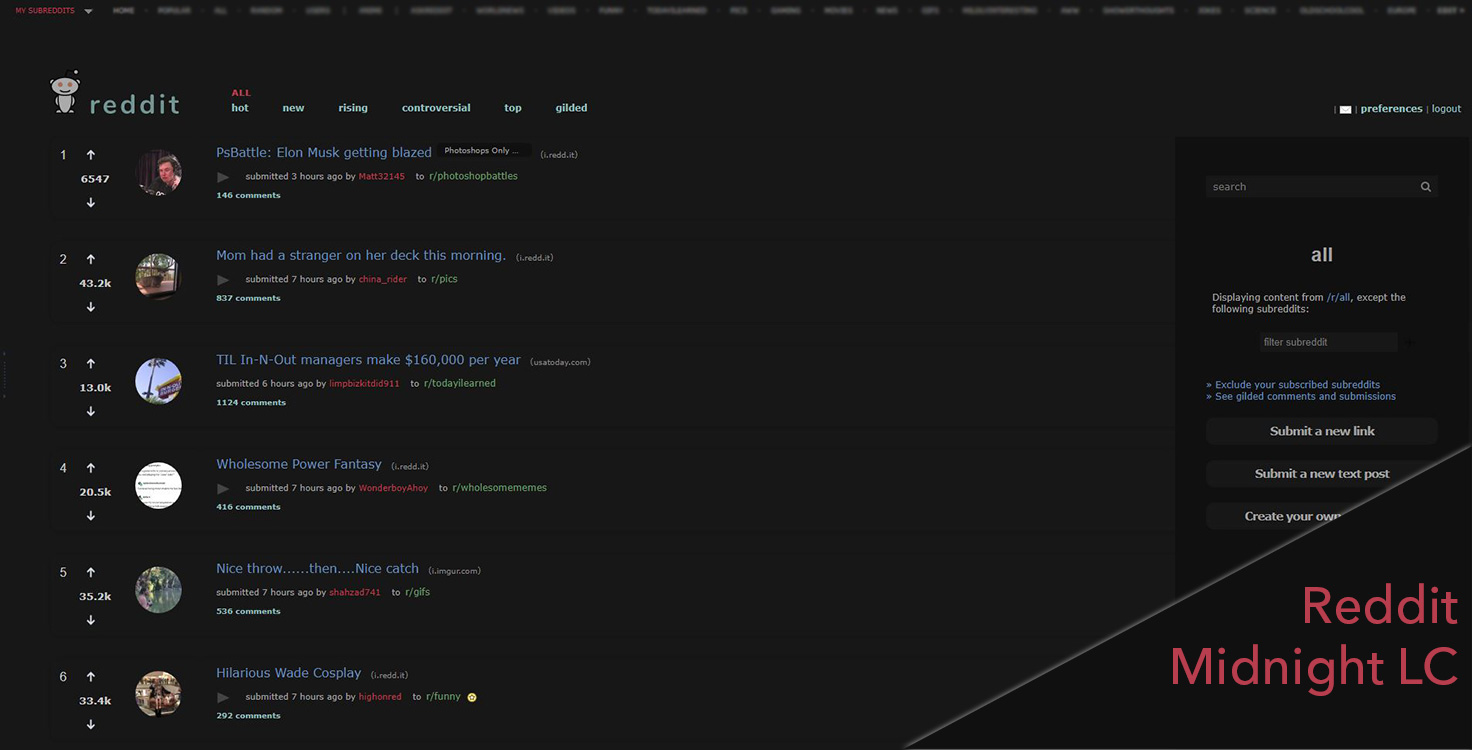 MY SUBREDDITS HOME POPULAR ALL RANDOM USERS | | ASKREDDIT WORLDNEWS VIDEOS FUNNY TODAYILEARNED PICS GAMING MOVIES NEWS GIFS MILDLYINTERESTING AWW SHOWERTHOUGHTS JOKES SCIENCE OLDSCHOOLCOOL EUROPE EDIT »
reddit
ALL
hot new rising controversial top gilded
| | preferences | logout
1
6547
PsBattle: Elon Musk getting blazed Photoshops Only ... (i.redd.it)
submitted 3 hours ago by Matt32145 to r/photoshopbattles
146 comments
2
43.2k
Mom had a stranger on her deck this morning. (i.redd.it)
submitted 7 hours ago by china_rider to r/pics
837 comments
3
13.0k
TIL In-N-Out managers make $160,000 per year (usatoday.com)
submitted 6 hours ago by limpbizkitdid911 to r/todayilearned
1124 comments
4
20.5k
Wholesome Power Fantasy (i.redd.it)
submitted 7 hours ago by WonderboyAhoy to r/wholesomememes
416 comments
5
35.2k
Nice throw......then....Nice catch (i.imgur.com)
submitted 7 hours ago by shahzad741 to r/gifs
536 comments
6
33.4k
Hilarious Wade Cosplay (i.redd.it)
submitted 7 hours ago by highonred to r/funny
292 comments
search
all
Displaying content from /r/all, except the
following subreddits:
filter subreddit
» Exclude your subscribed subreddits
» See gilded comments and submissions
Submit a new link
Submit a new text post
Create your own
Reddit
Midnight LC